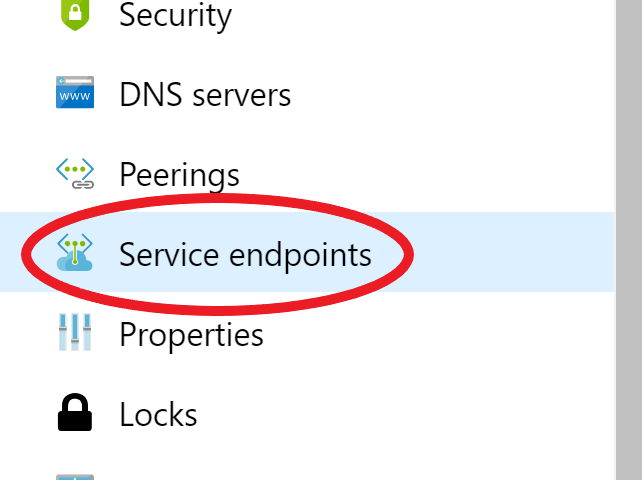 Security
www
DNS servers
Peerings
Service endpoints
Properties
Locks